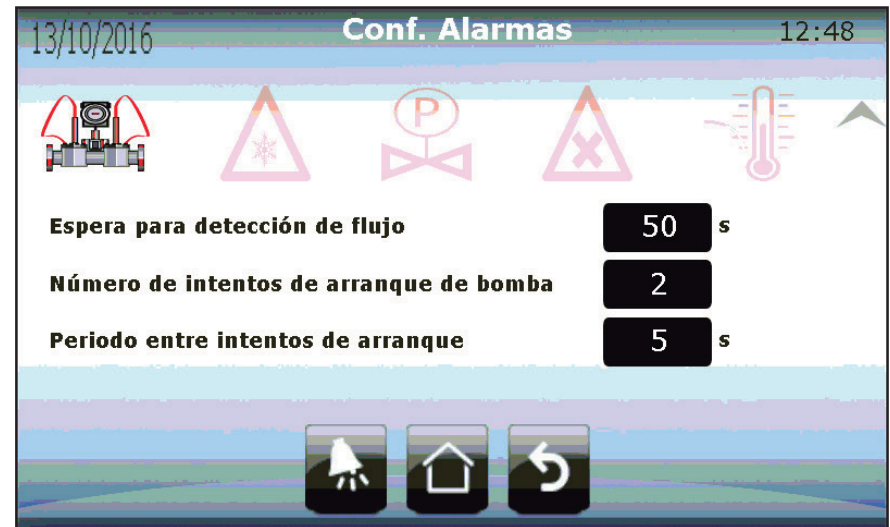 13/10/2016 Conf. Alarmas 12:48
P
Espera para detección de flujo 50 s
Número de intentos de arranque de bomba 2
Periodo entre intentos de arranque 5 s